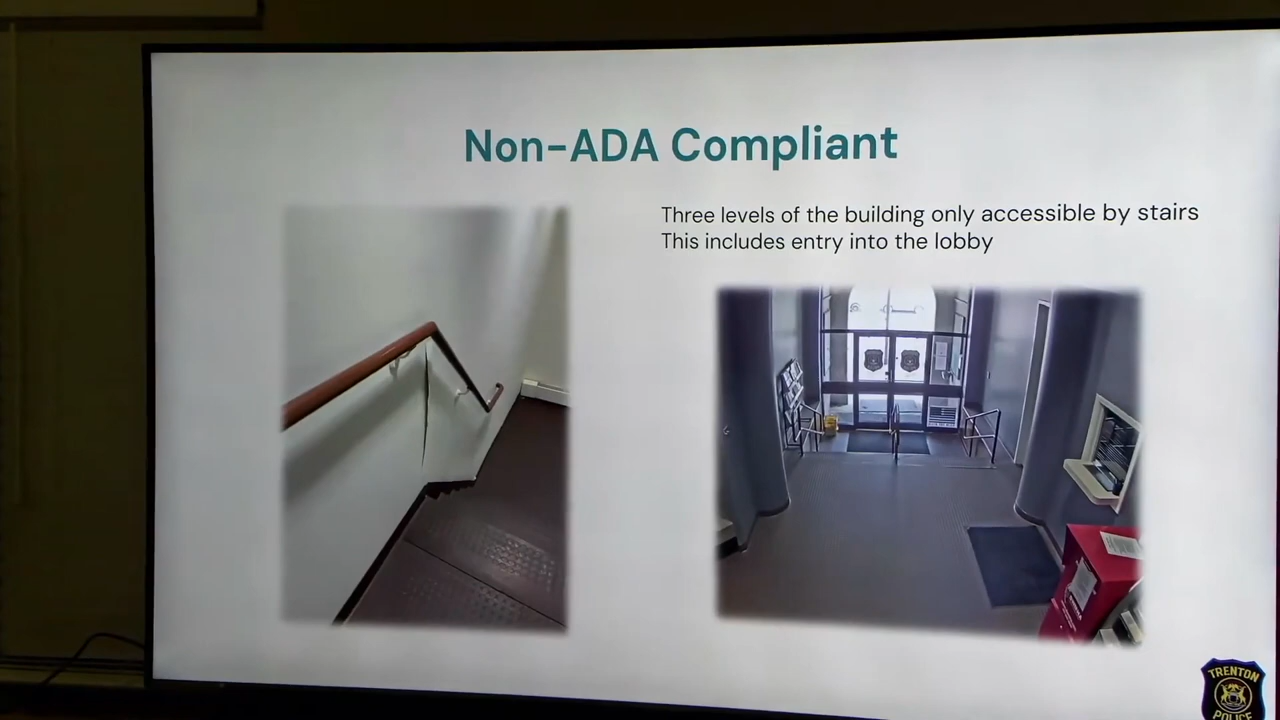 Non-ADA Compliant
Three levels of the building only accessible by stairs
This includes entry into the lobby
TRENTON
POLICE